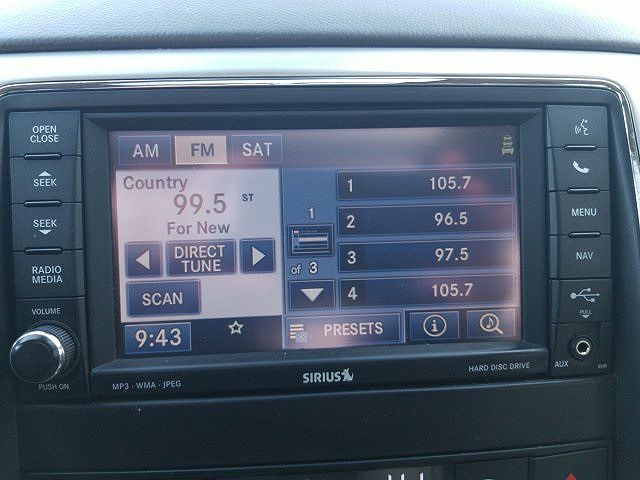 OPEN
CLOSE
SEEK
SEEK
RADIO
MEDIA
VOLUME
PUSH ON
AM FM SAT
Country
99.5 ST
For New
DIRECT
TUNE
SCAN
9:43
1
of 3
1 105.7
2 96.5
3 97.5
4 105.7
PRESETS
MENU
NAV
PULL
AUX
MP3 · WMA · JPEG
SIRIUS
HARD DISC DRIVE